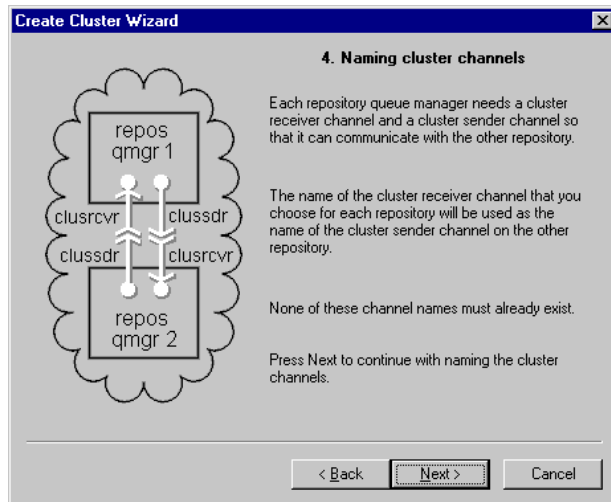 Create Cluster Wizard
4. Naming cluster channels
Each repository queue manager needs a cluster
receiver channel and a cluster sender channel so
that it can communicate with the other repository.
The name of the cluster receiver channel that you
choose for each repository will be used as the
name of the cluster sender channel on the other
repository.
None of these channel names must already exist.
Press Next to continue with naming the cluster
channels.
repos
qmgr 1
clusrcvr clussdr
clussdr clusrcvr
repos
qmgr 2
< Back Next > Cancel